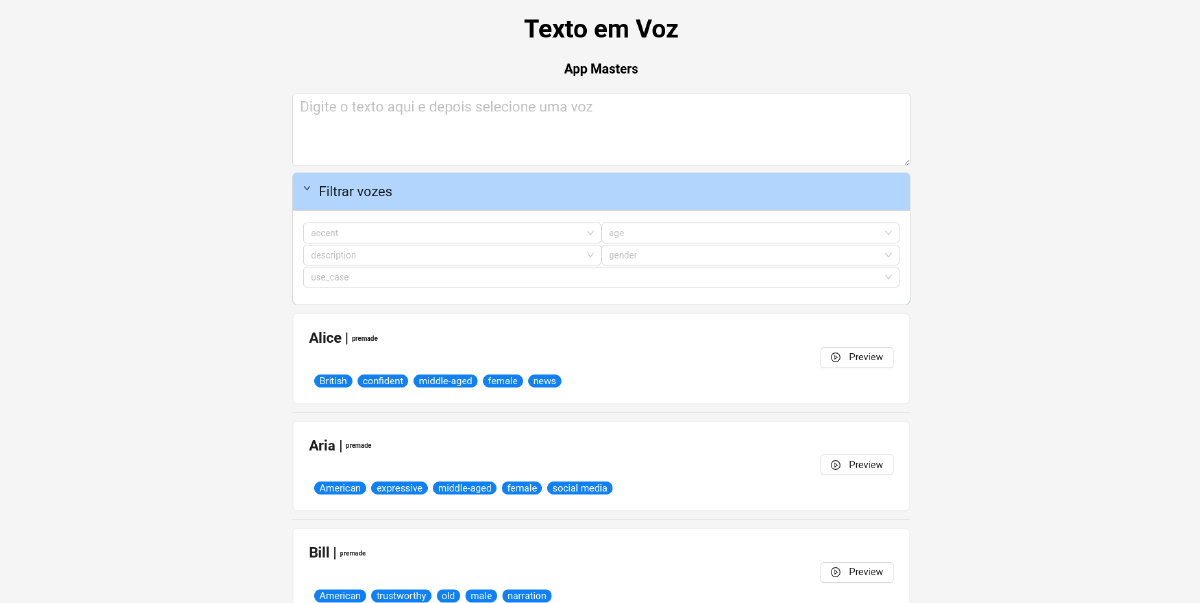 Texto em Voz
App Masters
Digite o texto aqui e depois selecione uma voz
Filtrar vozes
accent
age
description
gender
use_case
Alice | premade
Preview
British confident middle-aged female news
Aria | premade
Preview
American expressive middle-aged female social media
Bill | premade
Preview
American trustworthy old male narration